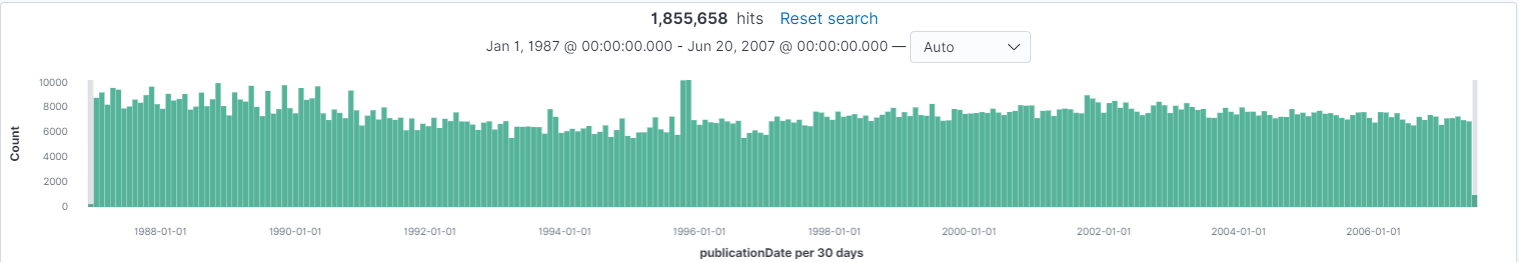 1,855,658 hits Reset search
Jan 1, 1987 @ 00:00:00.000 - Jun 20, 2007 @ 00:00:00.000 — Auto
Count
10000
8000
6000
4000
2000
0
1988-01-01 1990-01-01 1992-01-01 1994-01-01 1996-01-01 1998-01-01 2000-01-01 2002-01-01 2004-01-01 2006-01-01
publicationDate per 30 days